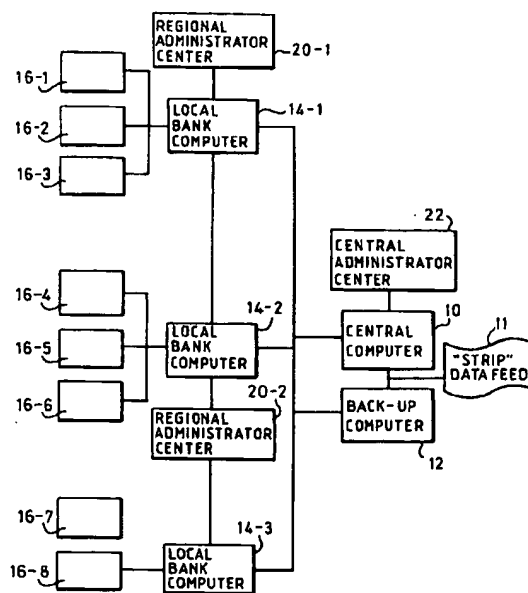 REGIONAL
ADMINISTRATOR
CENTER
20-1
16-1
16-2
16-3
LOCAL
BANK
COMPUTER
14-1
22
CENTRAL
ADMINISTRATOR
CENTER
16-4
16-5
16-6
LOCAL
BANK
COMPUTER
14-2
10
CENTRAL
COMPUTER
11
"STRIP"
DATA FEED
20-2
REGIONAL
ADMINISTRATOR
CENTER
BACK-UP
COMPUTER
12
16-7
16-8
14-3
LOCAL
BANK
COMPUTER